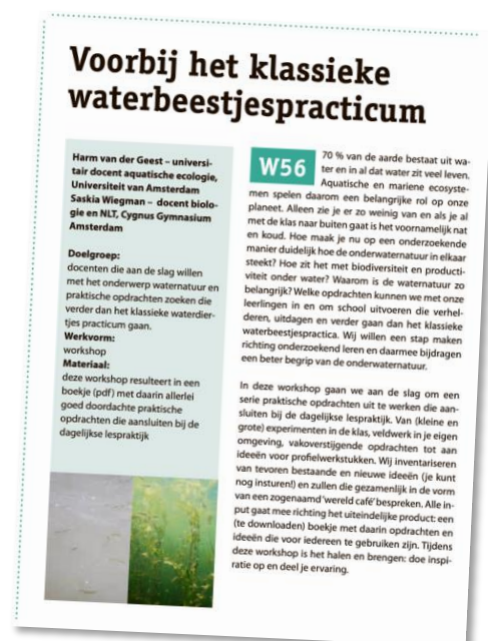 Voorbij het klassieke
waterbeestjespracticum
Harm van der Geest – universi-
tair docent aquatische ecologie,
Universiteit van Amsterdam
Saskia Wiegman – docent biolo-
gie en NLT, Cygnus Gymnasium
Amsterdam
Doelgroep:
docenten die aan de slag willen
met het onderwerp waternatuur en
praktische opdrachten zoeken die
verder dan het klassieke waterdier-
tjes practicum gaan.
Werkvorm:
workshop
Materiaal:
deze workshop resulteert in een
boekje (pdf) met daarin allerlei
goed doordachte praktische
opdrachten die aansluiten bij de
dagelijkse lespraktijk
W56
70 % van de aarde bestaat uit wa-
ter en in al dat water zit veel leven.
Aquatische en mariene ecosyste-
men spelen daarom een belangrijke rol op onze
planeet. Alleen zie je er zo weinig van en als je al
met de klas naar buiten gaat is het voornamelijk nat
en koud. Hoe maak je nu op een onderzoekende
manier duidelijk hoe de onderwaternatuur in elkaar
steekt? Hoe zit het met biodiversiteit en producti-
viteit onder water? Waarom is de waternatuur zo
belangrijk? Welke opdrachten kunnen we met onze
leerlingen in en om school uitvoeren die verhel-
deren, uitdagen en verder gaan dan het klassieke
waterbeestjespractica. Wij willen een stap maken
richting onderzoekend leren en daarmee bijdragen
een beter begrip van de onderwaternatuur.
In deze workshop gaan we aan de slag om een
serie praktische opdrachten uit te werken die aan-
sluiten bij de dagelijkse lespraktijk. Van (kleine en
grote) experimenten in de klas, veldwerk in je eigen
omgeving, vakoverstijgende opdrachten tot aan
ideeën voor profielwerkstukken. Wij inventariseren
van tevoren bestaande en nieuwe ideeën (je kunt
nog insturen!) en zullen die gezamenlijk in de vorm
van een zogenaamd ‘wereld café’ bespreken. Alle in-
put gaat mee richting het uiteindelijke product: een
(te downloaden) boekje met daarin opdrachten en
ideeën die voor iedereen te gebruiken zijn. Tijdens
deze workshop is het halen en brengen: doe inspi-
ratie op en deel je ervaring.